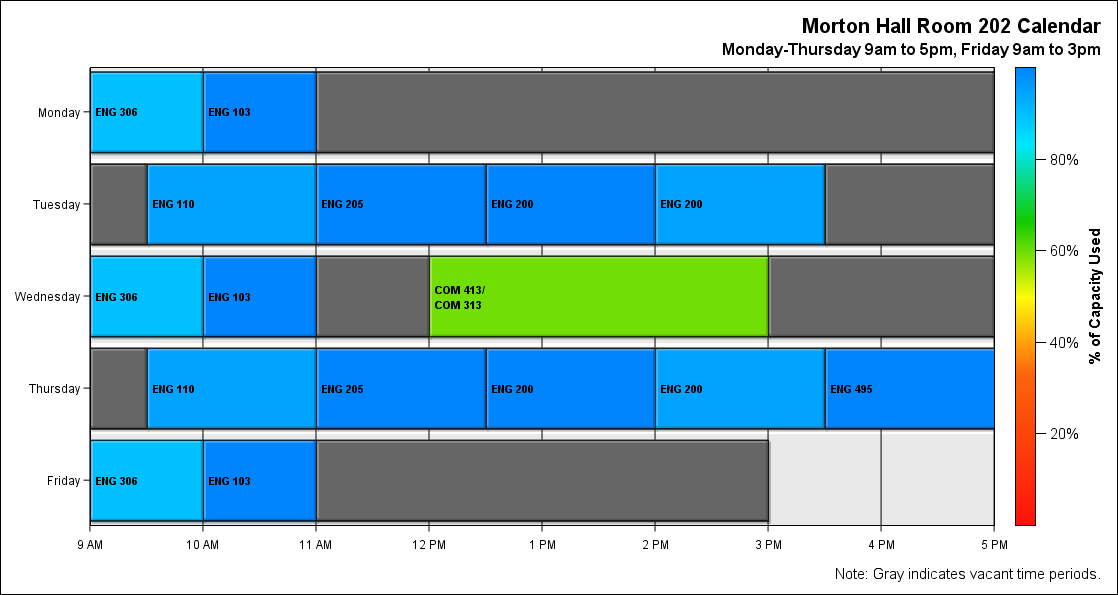 Morton Hall Room 202 Calendar
Monday-Thursday 9am to 5pm, Friday 9am to 3pm
Monday
ENG 306
ENG 103
Tuesday
ENG 110
ENG 205
ENG 200
ENG 200
Wednesday
ENG 306
ENG 103
COM 413/
COM 313
Thursday
ENG 110
ENG 205
ENG 200
ENG 200
ENG 495
Friday
ENG 306
ENG 103
9 AM
10 AM
11 AM
12 PM
1 PM
2 PM
3 PM
4 PM
5 PM
80%
60%
40%
20%
% of Capacity Used
Note: Gray indicates vacant time periods.